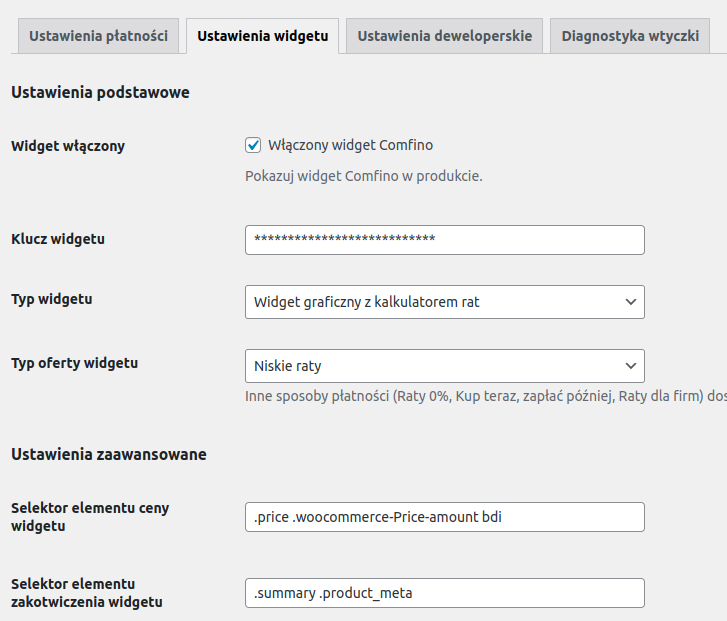 Ustawienia płatności
Ustawienia widgetu
Ustawienia deweloperskie
Diagnostyka wtyczki
Ustawienia podstawowe
Widget włączony
Włączony widget Comfino
Pokazuj widget Comfino w produkcie.
Klucz widgetu
***************************
Typ widgetu
Widget graficzny z kalkulatorem rat
Typ oferty widgetu
Niskie raty
Inne sposoby płatności (Raty 0%, Kup teraz, zapłać później, Raty dla firm) dos
Ustawienia zaawansowane
Selektor elementu ceny
widgetu
.price .woocommerce-Price-amount bdi
Selektor elementu
zakotwiczenia widgetu
.summary .product_meta